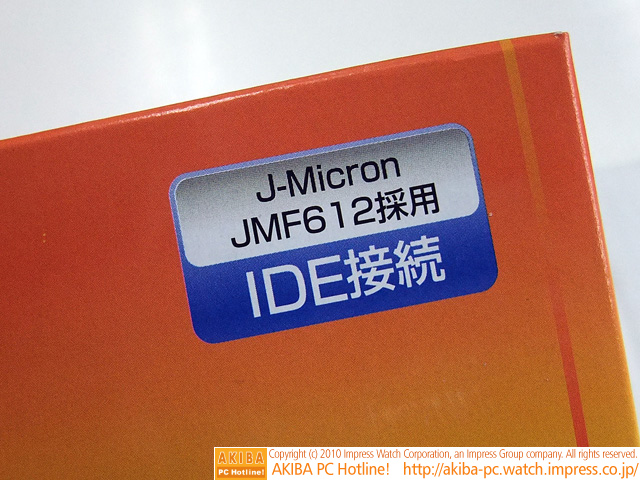 J-Micron
JMF612採用
IDE接続
AKIBA
PC Hotline!
Copyright (c) 2010 Impress Watch Corporation, an Impress Group company. All rights reserved.
AKIBA PC Hotline! http://akiba-pc.watch.impress.co.jp/